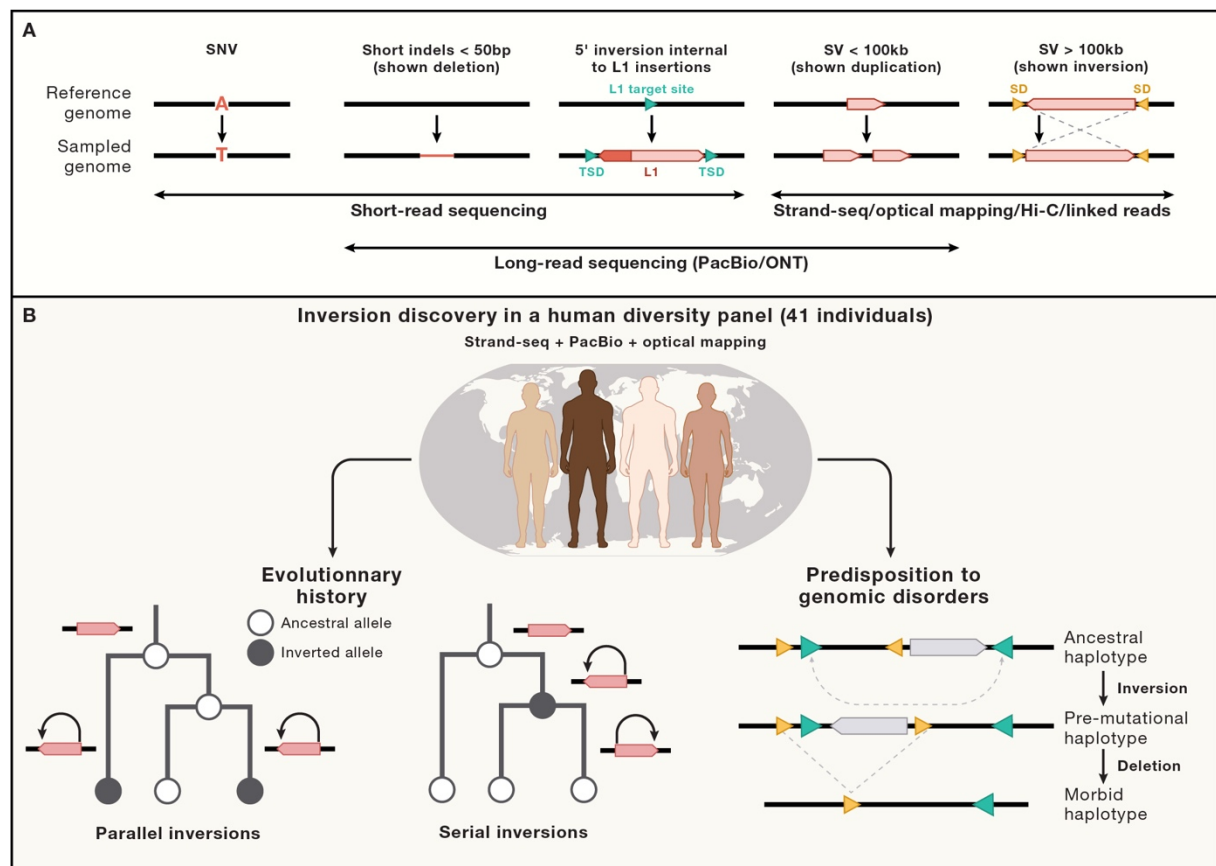 A
SNV
Short indels < 50bp
(shown deletion)
5' inversion internal
to L1 insertions
SV < 100kb
(shown duplication)
SV > 100kb
(shown inversion)
Reference
genome
A
L1 target site
SD
SD
Sampled
genome
T
TSD
L1
TSD
Short-read sequencing
Strand-seq/optical mapping/Hi-C/linked reads
Long-read sequencing (PacBio/ONT)
B
Inversion discovery in a human diversity panel (41 individuals)
Strand-seq + PacBio + optical mapping
Evolutionnary
history
Ancestral allele
Inverted allele
Parallel inversions
Serial inversions
Predisposition to
genomic disorders
Ancestral
haplotype
Inversion
Pre-mutational
haplotype
Deletion
Morbid
haplotype